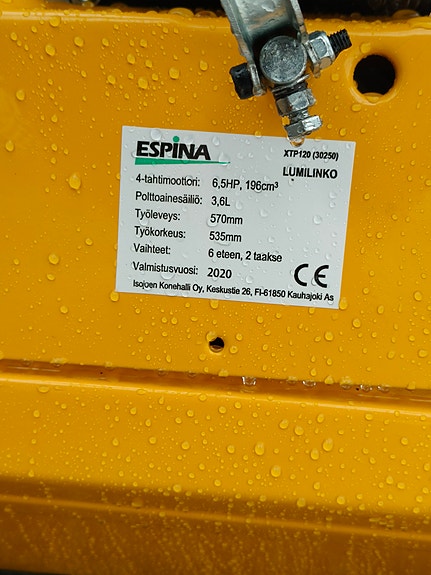 ESPINA XTP120 (30250)
LUMILINKO
4-tahtimoottori: 6,5HP, 196cm³
Polttoainesäiliö: 3,6L
Työleveys: 570mm
Työkorkeus: 535mm
Vaihteet: 6 eteen, 2 taakse
Valmistusvuosi: 2020 CE
Isojoen Konehalli Oy, Keskustie 26, FI-61850 Kauhajoki As